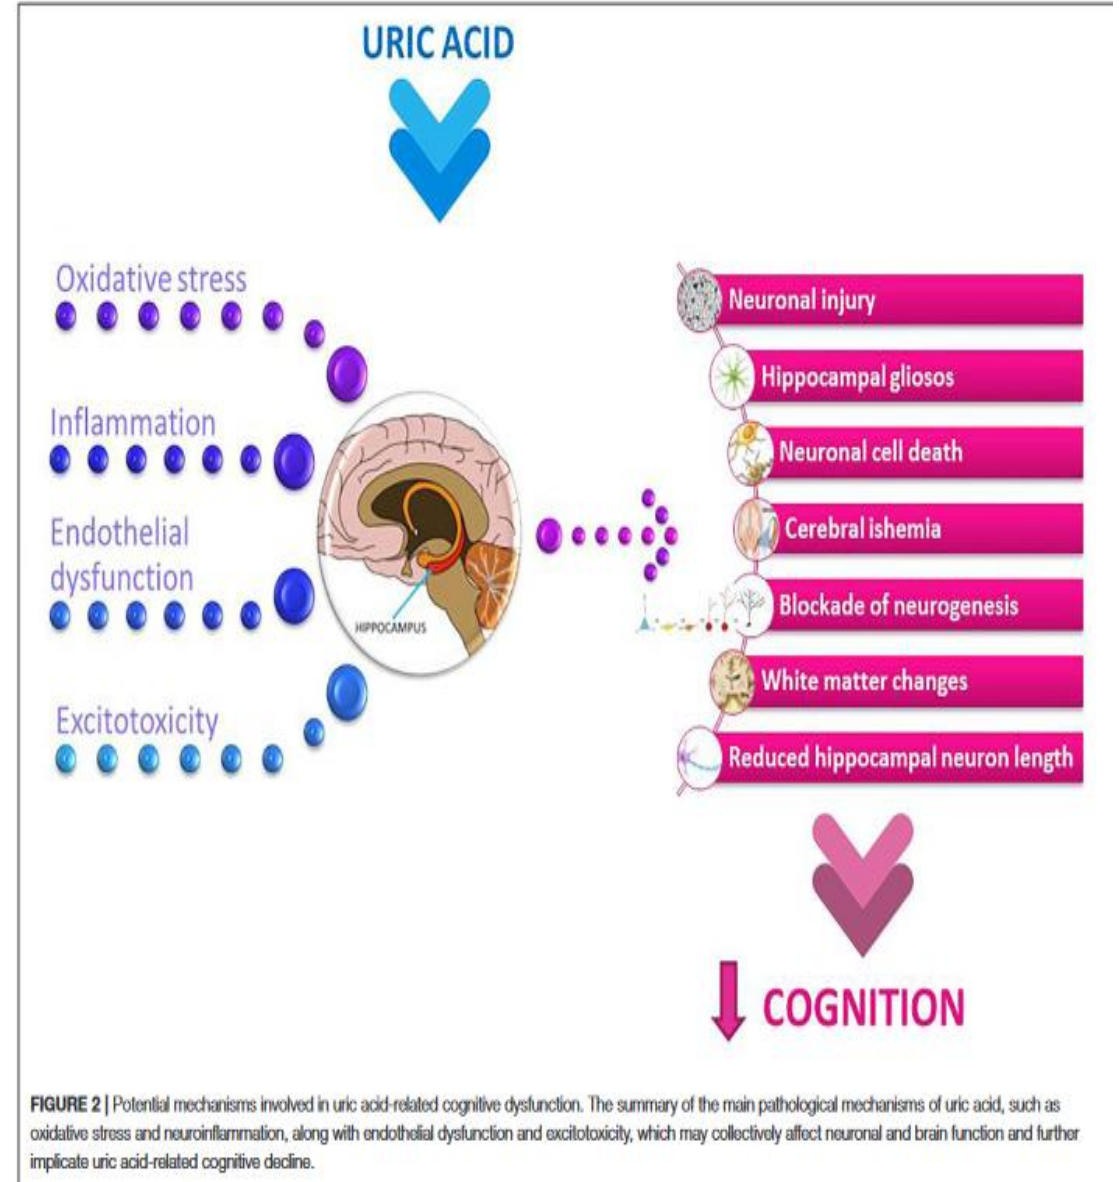 URIC ACID
Oxidative stress
Inflammation
Endothelial
dysfunction
Excitotoxicity
HIPPOCAMPUS
Neuronal injury
Hippocampal gliosos
Neuronal cell death
Cerebral ishemia
Blockade of neurogenesis
White matter changes
Reduced hippocampal neuron length
COGNITION
FIGURE 2 | Potential mechanisms involved in uric acid-related cognitive dysfunction. The summary of the main pathological mechanisms of uric acid, such as
oxidative stress and neuroinflammation, along with endothelial dysfunction and excitotoxicity, which may collectively affect neuronal and brain function and further
implicate uric acid-related cognitive decline.